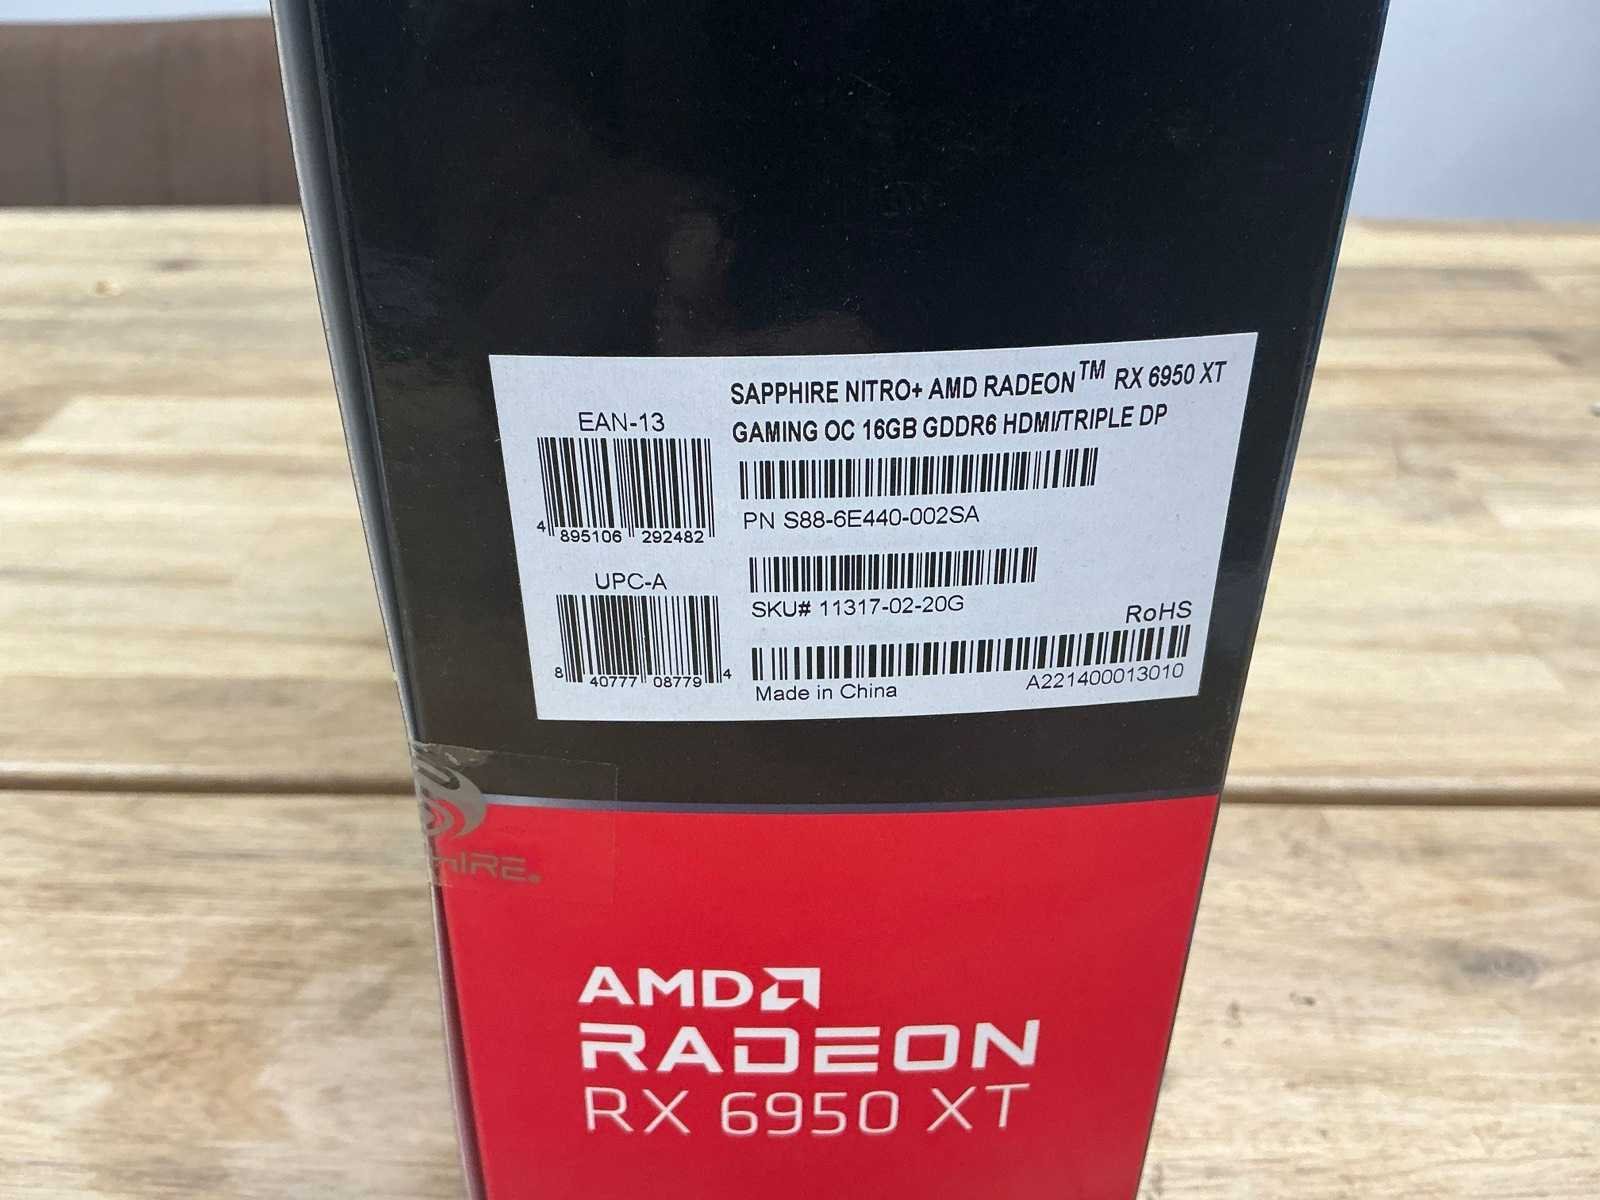 SAPPHIRE NITRO+ AMD RADEON™ RX 6950 XT
GAMING OC 16GB GDDR6 HDMI/TRIPLE DP
EAN-13
4 895106 292482
PN S88-6E440-002SA
UPC-A
8 40777 08779 4
SKU# 11317-02-20G
RoHS
Made in China
A221400013010
AMD
RADEON
RX 6950 XT